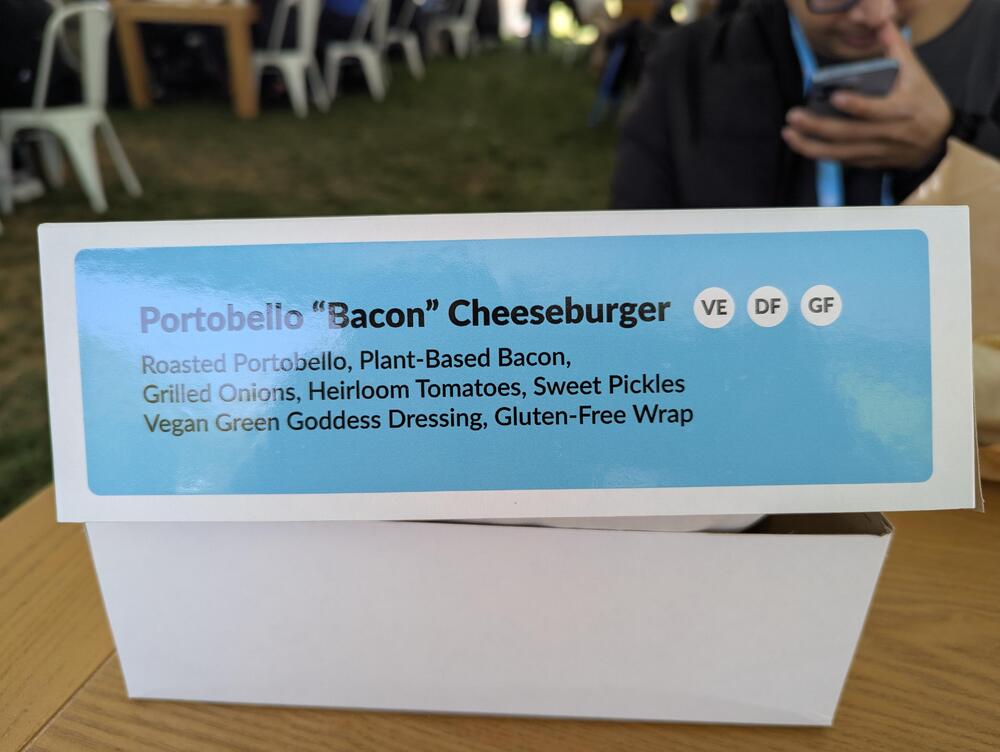 Portobello “Bacon” Cheeseburger VE DF GF
Roasted Portobello, Plant-Based Bacon,
Grilled Onions, Heirloom Tomatoes, Sweet Pickles
Vegan Green Goddess Dressing, Gluten-Free Wrap